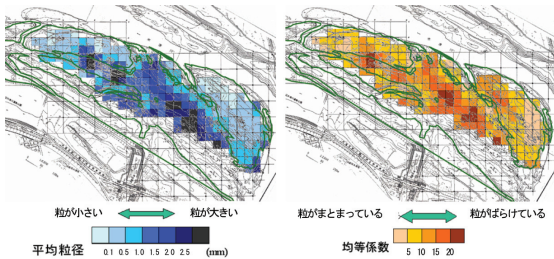 粒が小さい 粒が大きい
平均粒径 0.1 0.5 1.0 1.5 2.0 2.5 (mm)
粒がまとまっている 粒がばらけている
均等係数 5 10 15 20